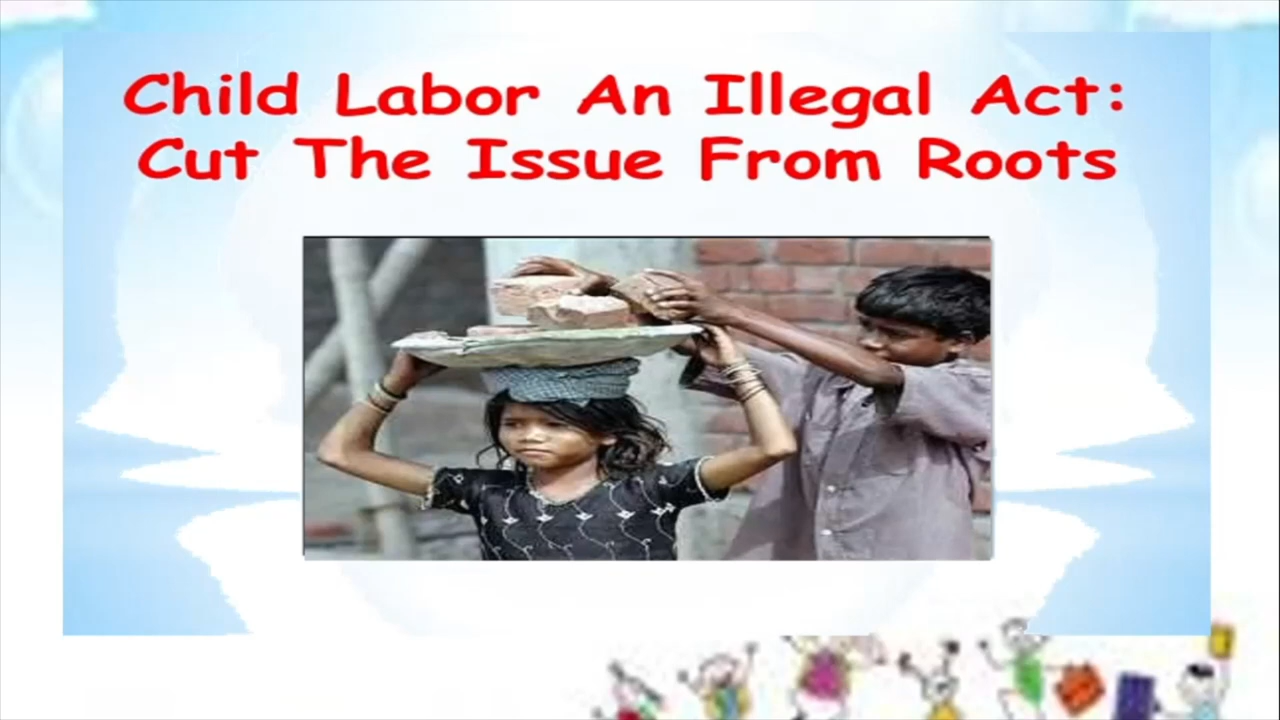 Child Labor An Illegal Act:
Cut The Issue From Roots